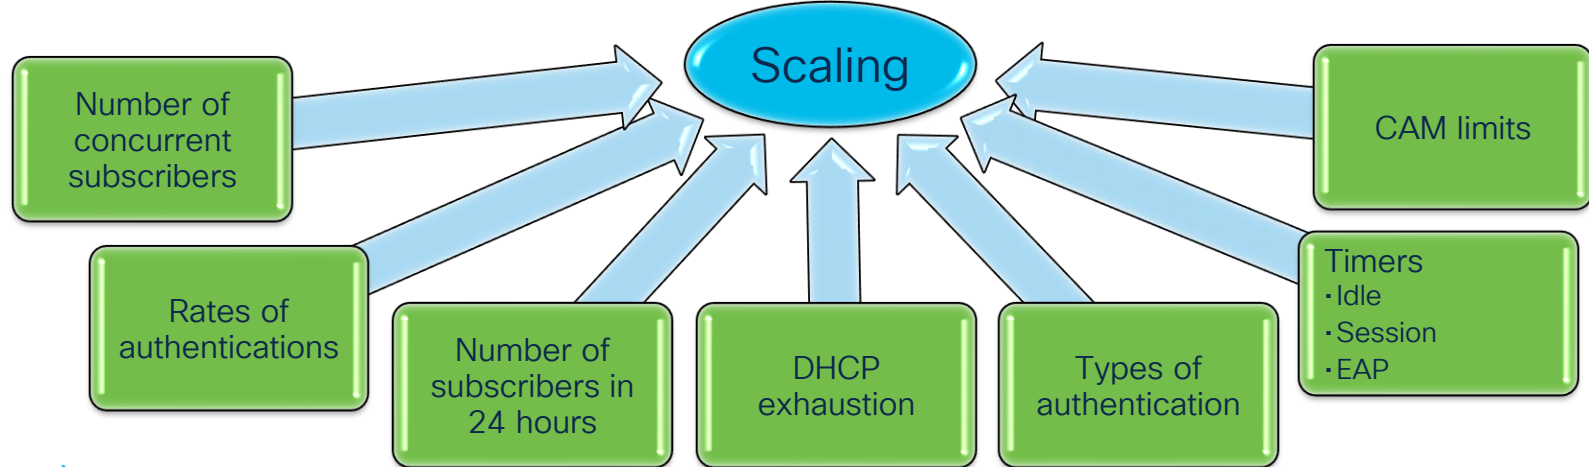 Scaling
Number of
concurrent
subscribers
Rates of
authentications
Number of
subscribers in
24 hours
DHCP
exhaustion
Types of
authentication
Timers
· Idle
· Session
· EAP
CAM limits